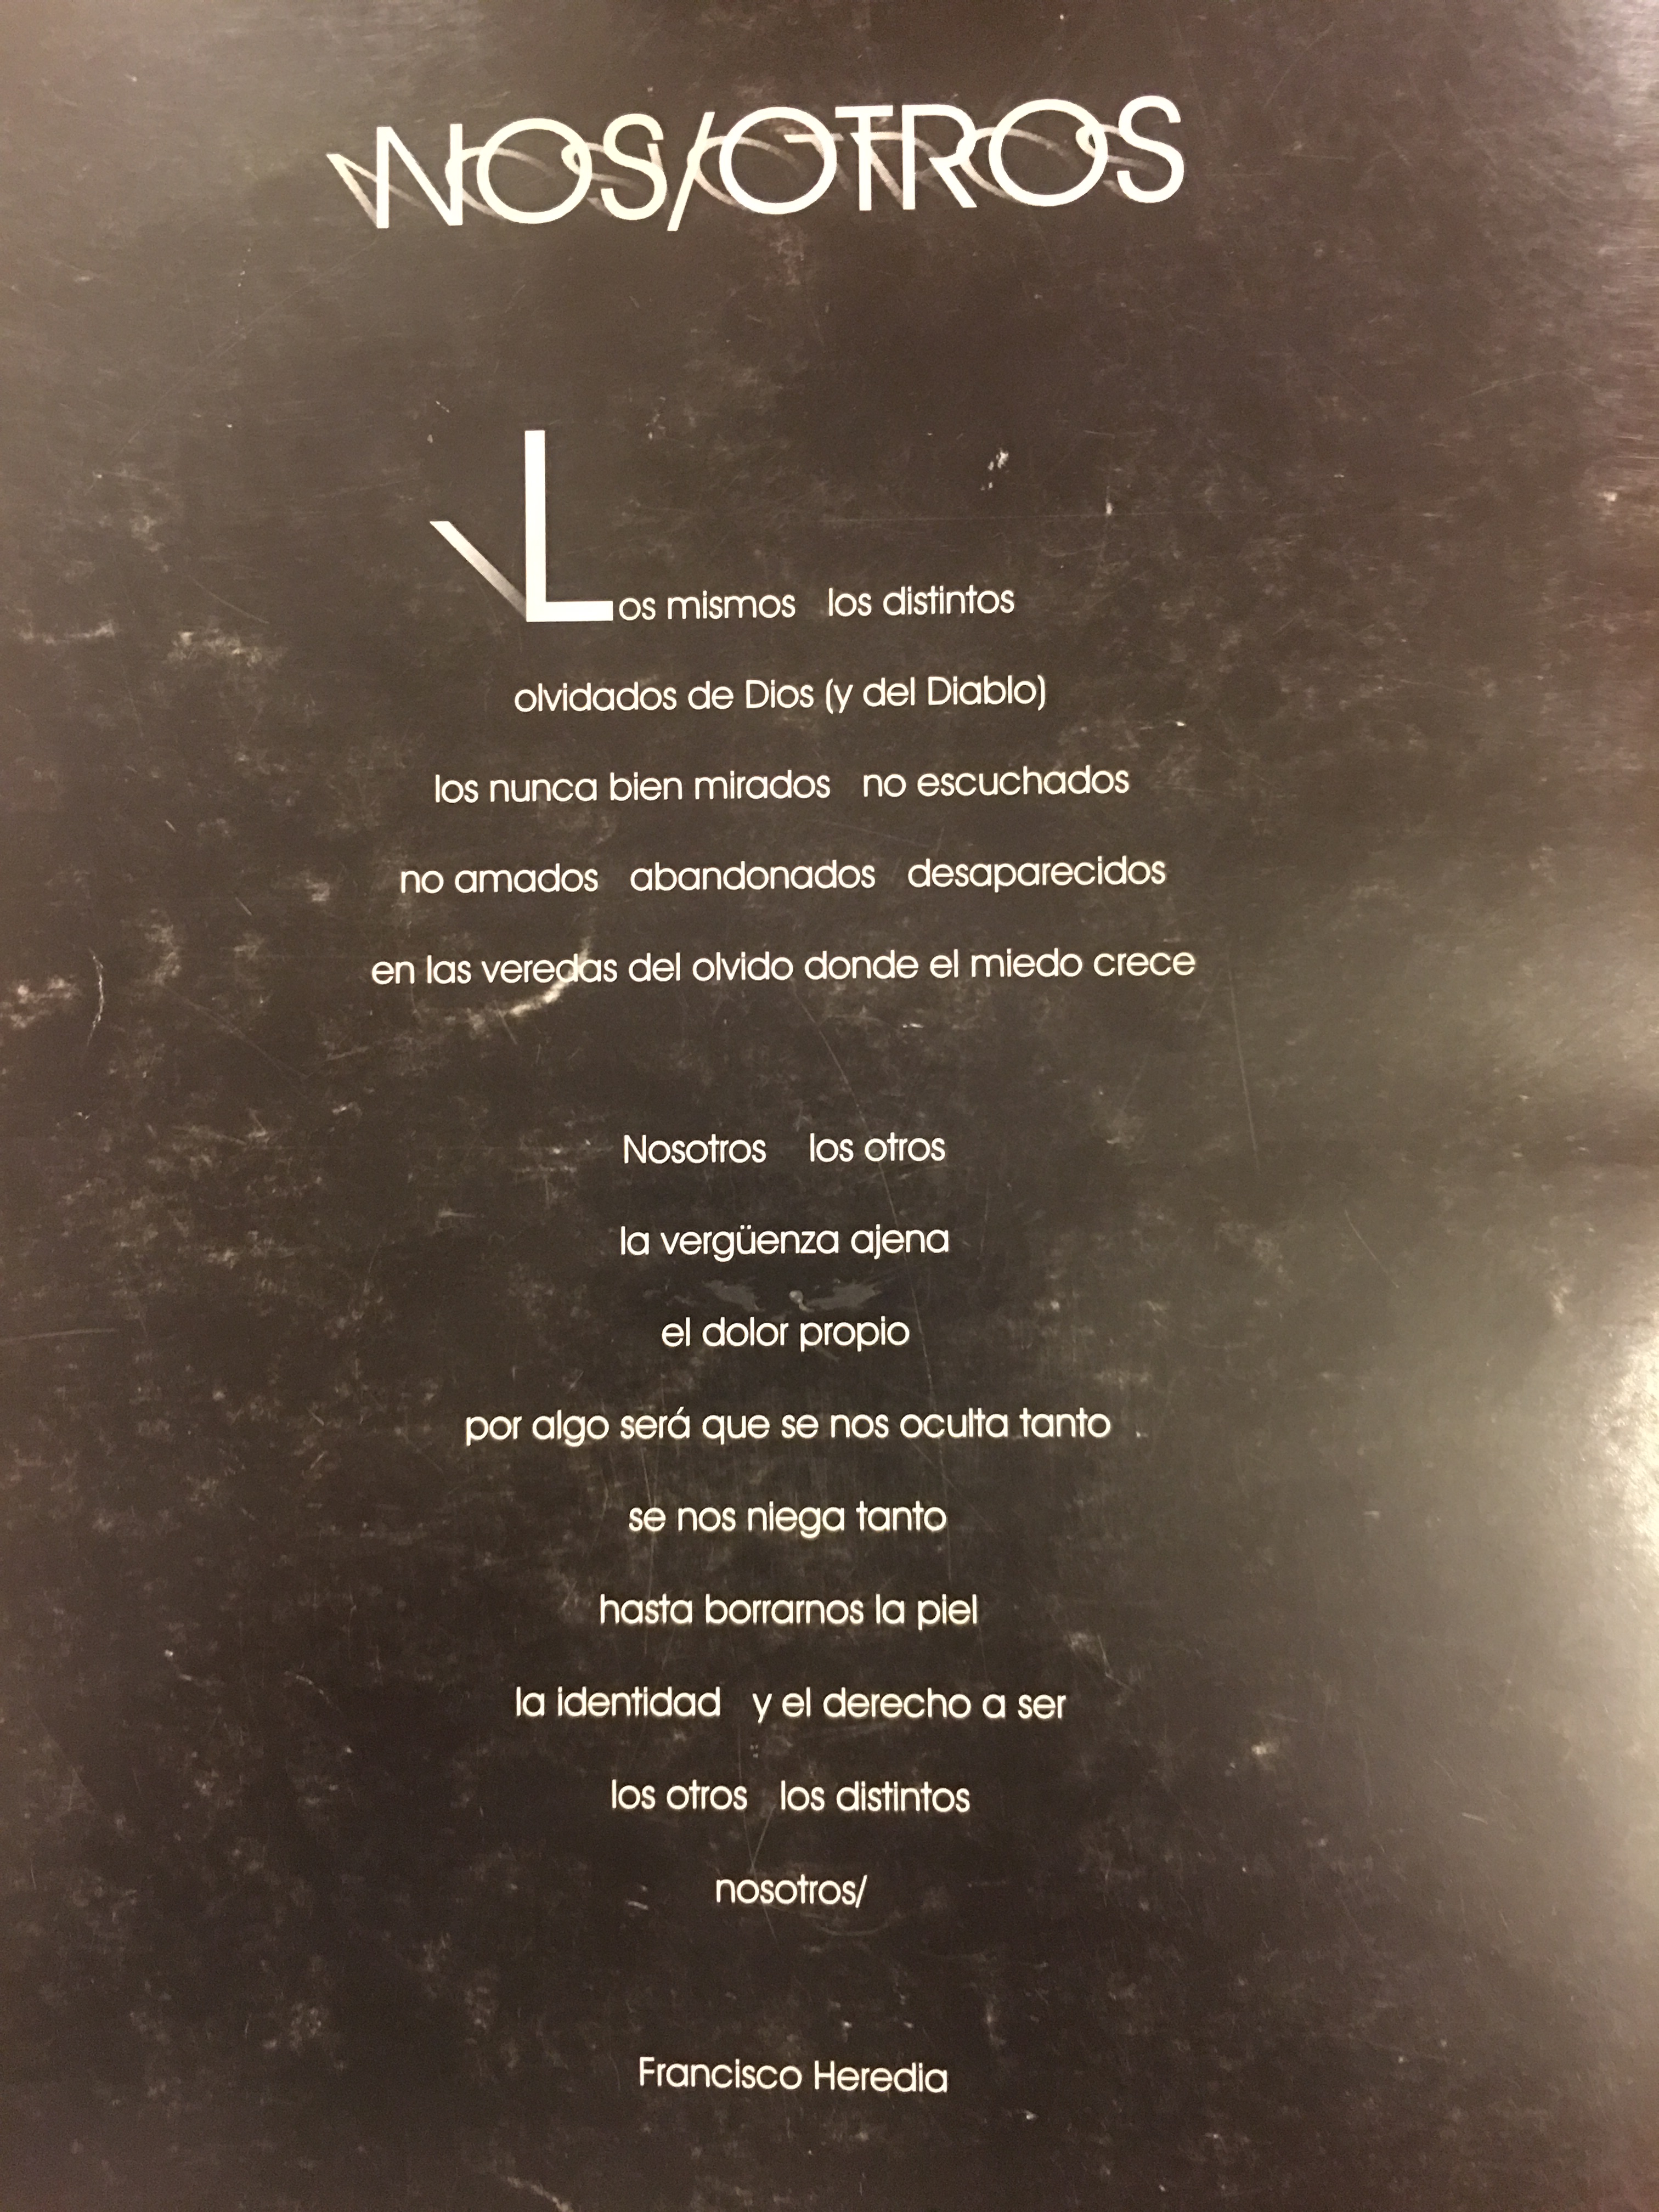 NOS/OTROS
Los mismos los distintos
olvidados de Dios (y del Diablo)
los nunca bien mirados no escuchados
no amados abandonados desaparecidos
en las veredas del olvido donde el miedo crece
Nosotros los otros
la vergüenza ajena
el dolor propio
por algo será que se nos oculta tanto
se nos niega tanto
hasta borrarnos la piel
la identidad y el derecho a ser
los otros los distintos
nosotros/
Francisco Heredia